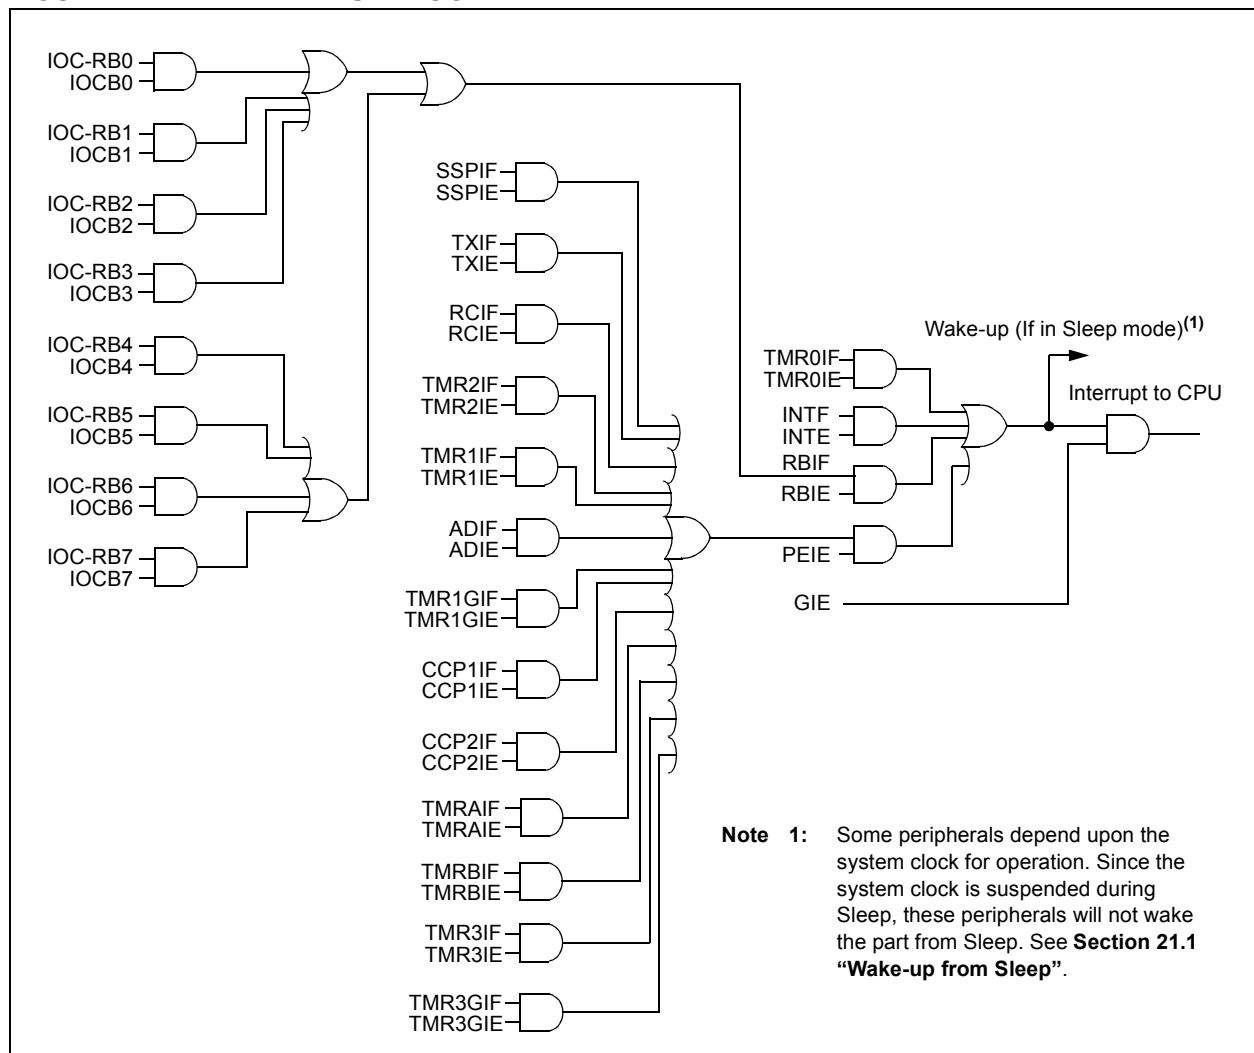 IOC-RB0
IOCB0
IOC-RB1
IOCB1
IOC-RB2
IOCB2
IOC-RB3
IOCB3
IOC-RB4
IOCB4
IOC-RB5
IOCB5
IOC-RB6
IOCB6
IOC-RB7
IOCB7
SSPIF
SSPIE
TXIF
TXIE
RCIF
RCIE
TMR2IF
TMR2IE
TMR1IF
TMR1IE
ADIF
ADIE
TMR1GIF
TMR1GIE
CCP1IF
CCP1IE
CCP2IF
CCP2IE
TMRAIF
TMRAIE
TMRBIF
TMRBIE
TMR3IF
TMR3IE
TMR3GIF
TMR3GIE
Wake-up (If in Sleep mode)(1)
TMR0IF
TMR0IE
Interrupt to CPU
INTF
INTE
RBIF
RBIE
PEIE
GIE
Note 1: Some peripherals depend upon the
system clock for operation. Since the
system clock is suspended during
Sleep, these peripherals will not wake
the part from Sleep. See Section 21.1
“Wake-up from Sleep”.